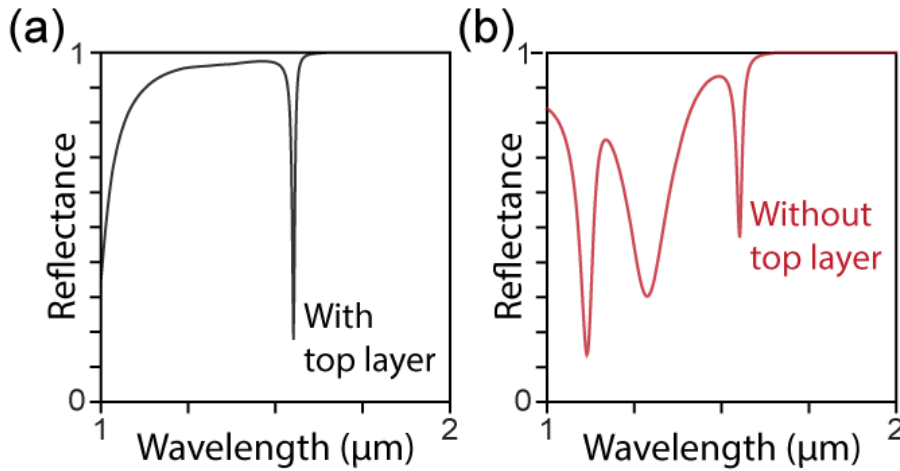 (a)
1
Reflectance
0
With
top layer
1
2
Wavelength (μm)
(b)
1
Reflectance
0
Without
top layer
1
2
Wavelength (μm)